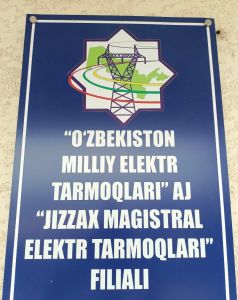 “O‘ZBEKISTON
MILLIY ELEKTR
TARMOQLARI” AJ
“JIZZAX MAGISTRAL
ELEKTR TARMOQLARI”
FILIALI